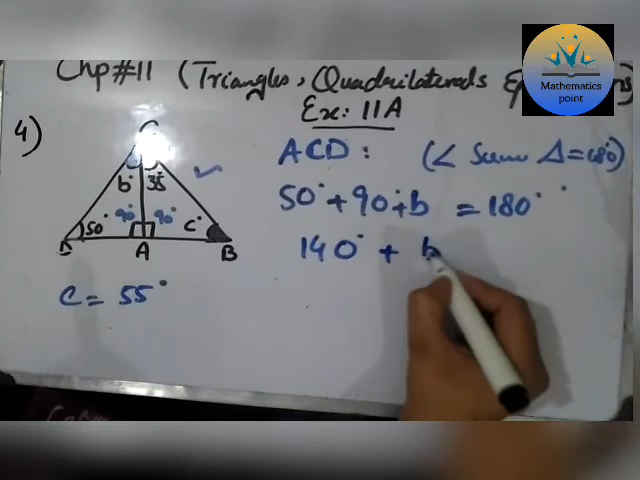 Mathematics
point
Chp#11 (Triangles, Quadrilaterals &
Ex: 11A
4)
C
b° 35°
50° 90° 90° c°
D A B
c = 55°
ACD: (∠ Sum Δ=180°)
50° + 90° + b = 180°
140° + b